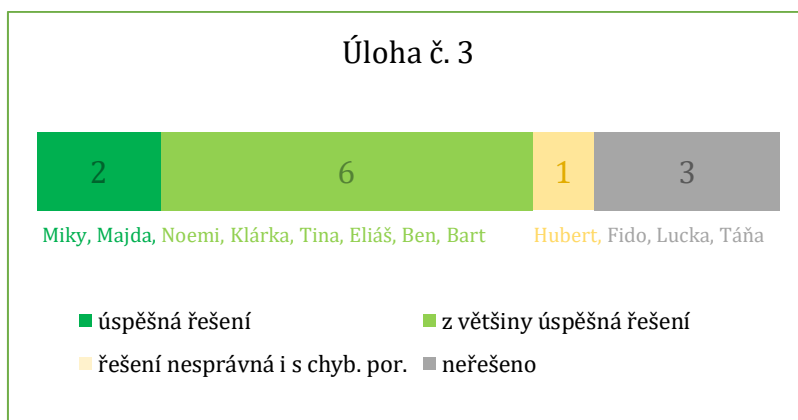 Úloha č. 3
2 6 1 3
Miky, Majda, Noemi, Klárka, Tina, Eliáš, Ben, Bart Hubert, Fido, Lucka, Táňa
úspěšná řešení z většiny úspěšná řešení
řešení nesprávná i s chyb. por. neřešeno